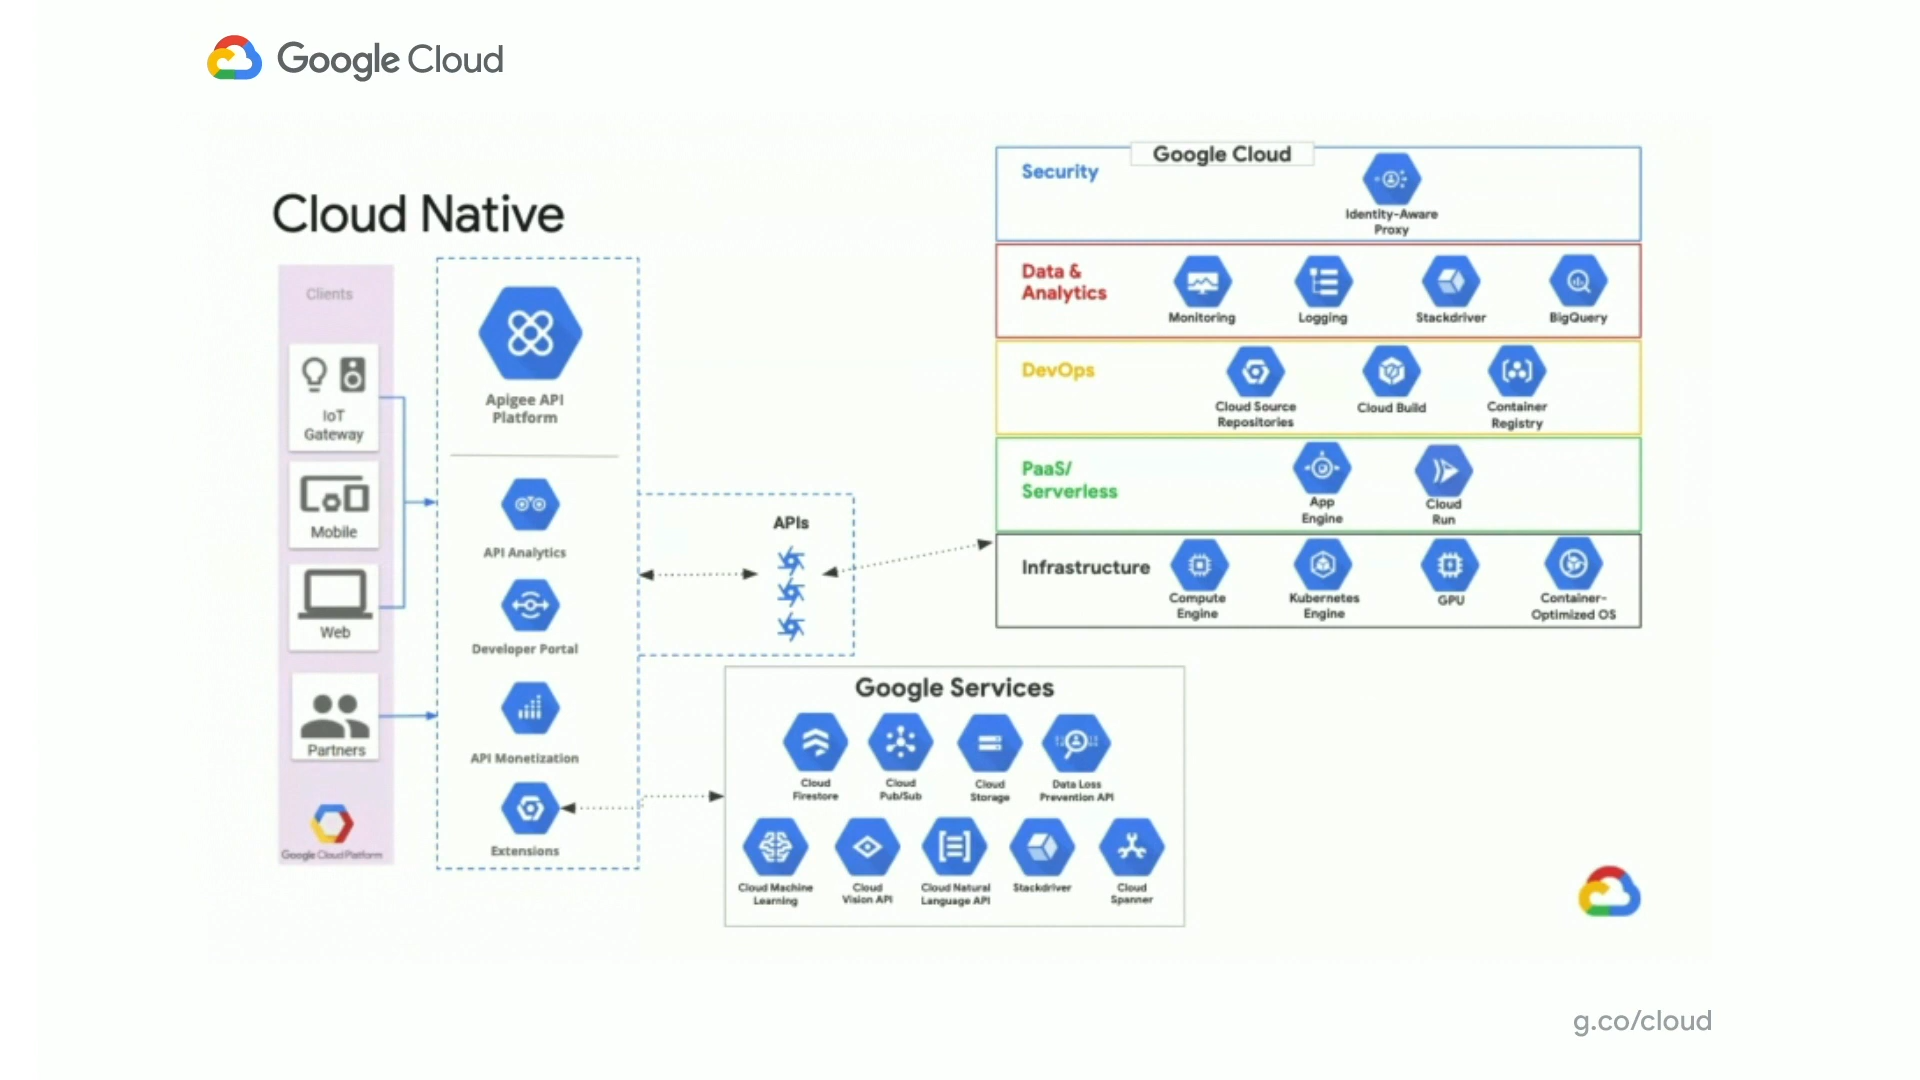 Google Cloud
Cloud Native
Clients
IoT
Gateway
Mobile
Web
Partners
Google Cloud Platform
Apigee API
Platform
API Analytics
Developer Portal
API Monetization
Extensions
APIs
Google Cloud
Security
Identity-Aware
Proxy
Data &
Analytics
Monitoring
Logging
Stackdriver
BigQuery
DevOps
Cloud Source
Repositories
Cloud Build
Container
Registry
PaaS/
Serverless
App
Engine
Cloud
Run
Infrastructure
Compute
Engine
Kubernetes
Engine
GPU
Container-
Optimized OS
Google Services
Cloud
Firestore
Cloud
Pub/Sub
Cloud
Storage
Data Loss
Prevention API
Cloud Machine
Learning
Cloud
Vision API
Cloud Natural
Language API
Stackdriver
Cloud
Spanner
g.co/cloud